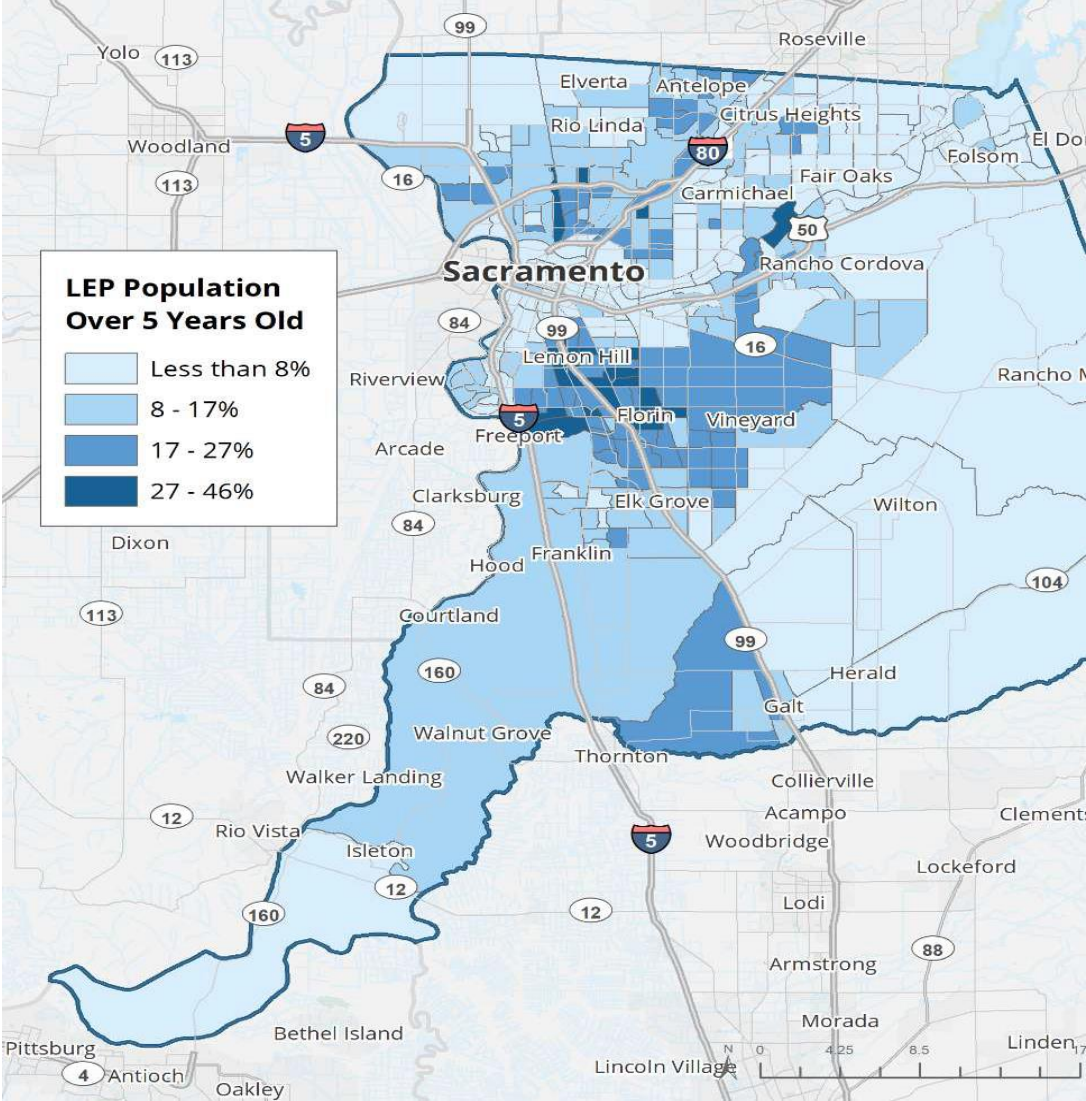 99
Roseville
Yolo
113
Elverta
Antelope
Citrus Heights
Rio Linda
5
Woodland
80
El Do
Folsom
113
16
Fair Oaks
Carmichael
50
LEP Population
Over 5 Years Old
Less than 8%
8 - 17%
17 - 27%
27 - 46%
Sacramento
Rancho Cordova
84
99
16
Lemon Hill
Riverview
Rancho M
5
Florin
Vineyard
Freeport
Arcade
Clarksburg
Elk Grove
Wilton
84
Dixon
Franklin
Hood
104
113
Courtland
99
160
Herald
84
Galt
220
Walnut Grove
Thornton
Walker Landing
Collierville
12
Acampo
Clements
Rio Vista
5
Woodbridge
Isleton
Lockeford
12
160
12
Lodi
88
Armstrong
Bethel Island
Morada
Pittsburg
N
0
4.25
8.5
17
Linden
4
Antioch
Lincoln Village
Oakley